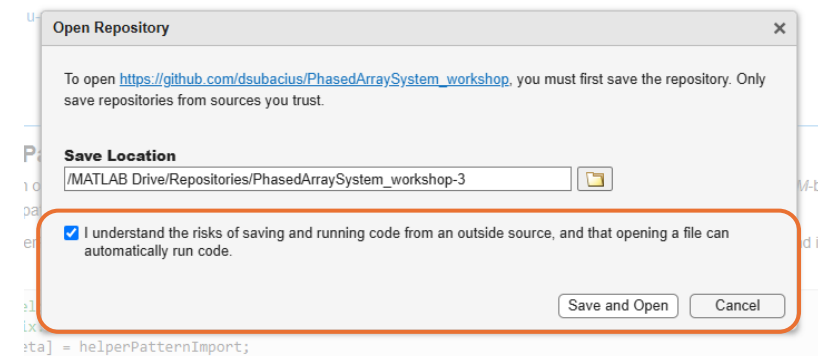 u-
Open Repository
To open https://github.com/dsubacius/PhasedArraySystem_workshop, you must first save the repository. Only
save repositories from sources you trust.
Save Location
/MATLAB Drive/Repositories/PhasedArraySystem_workshop-3
I understand the risks of saving and running code from an outside source, and that opening a file can
automatically run code.
Save and Open Cancel
eta] = helperPatternImport;